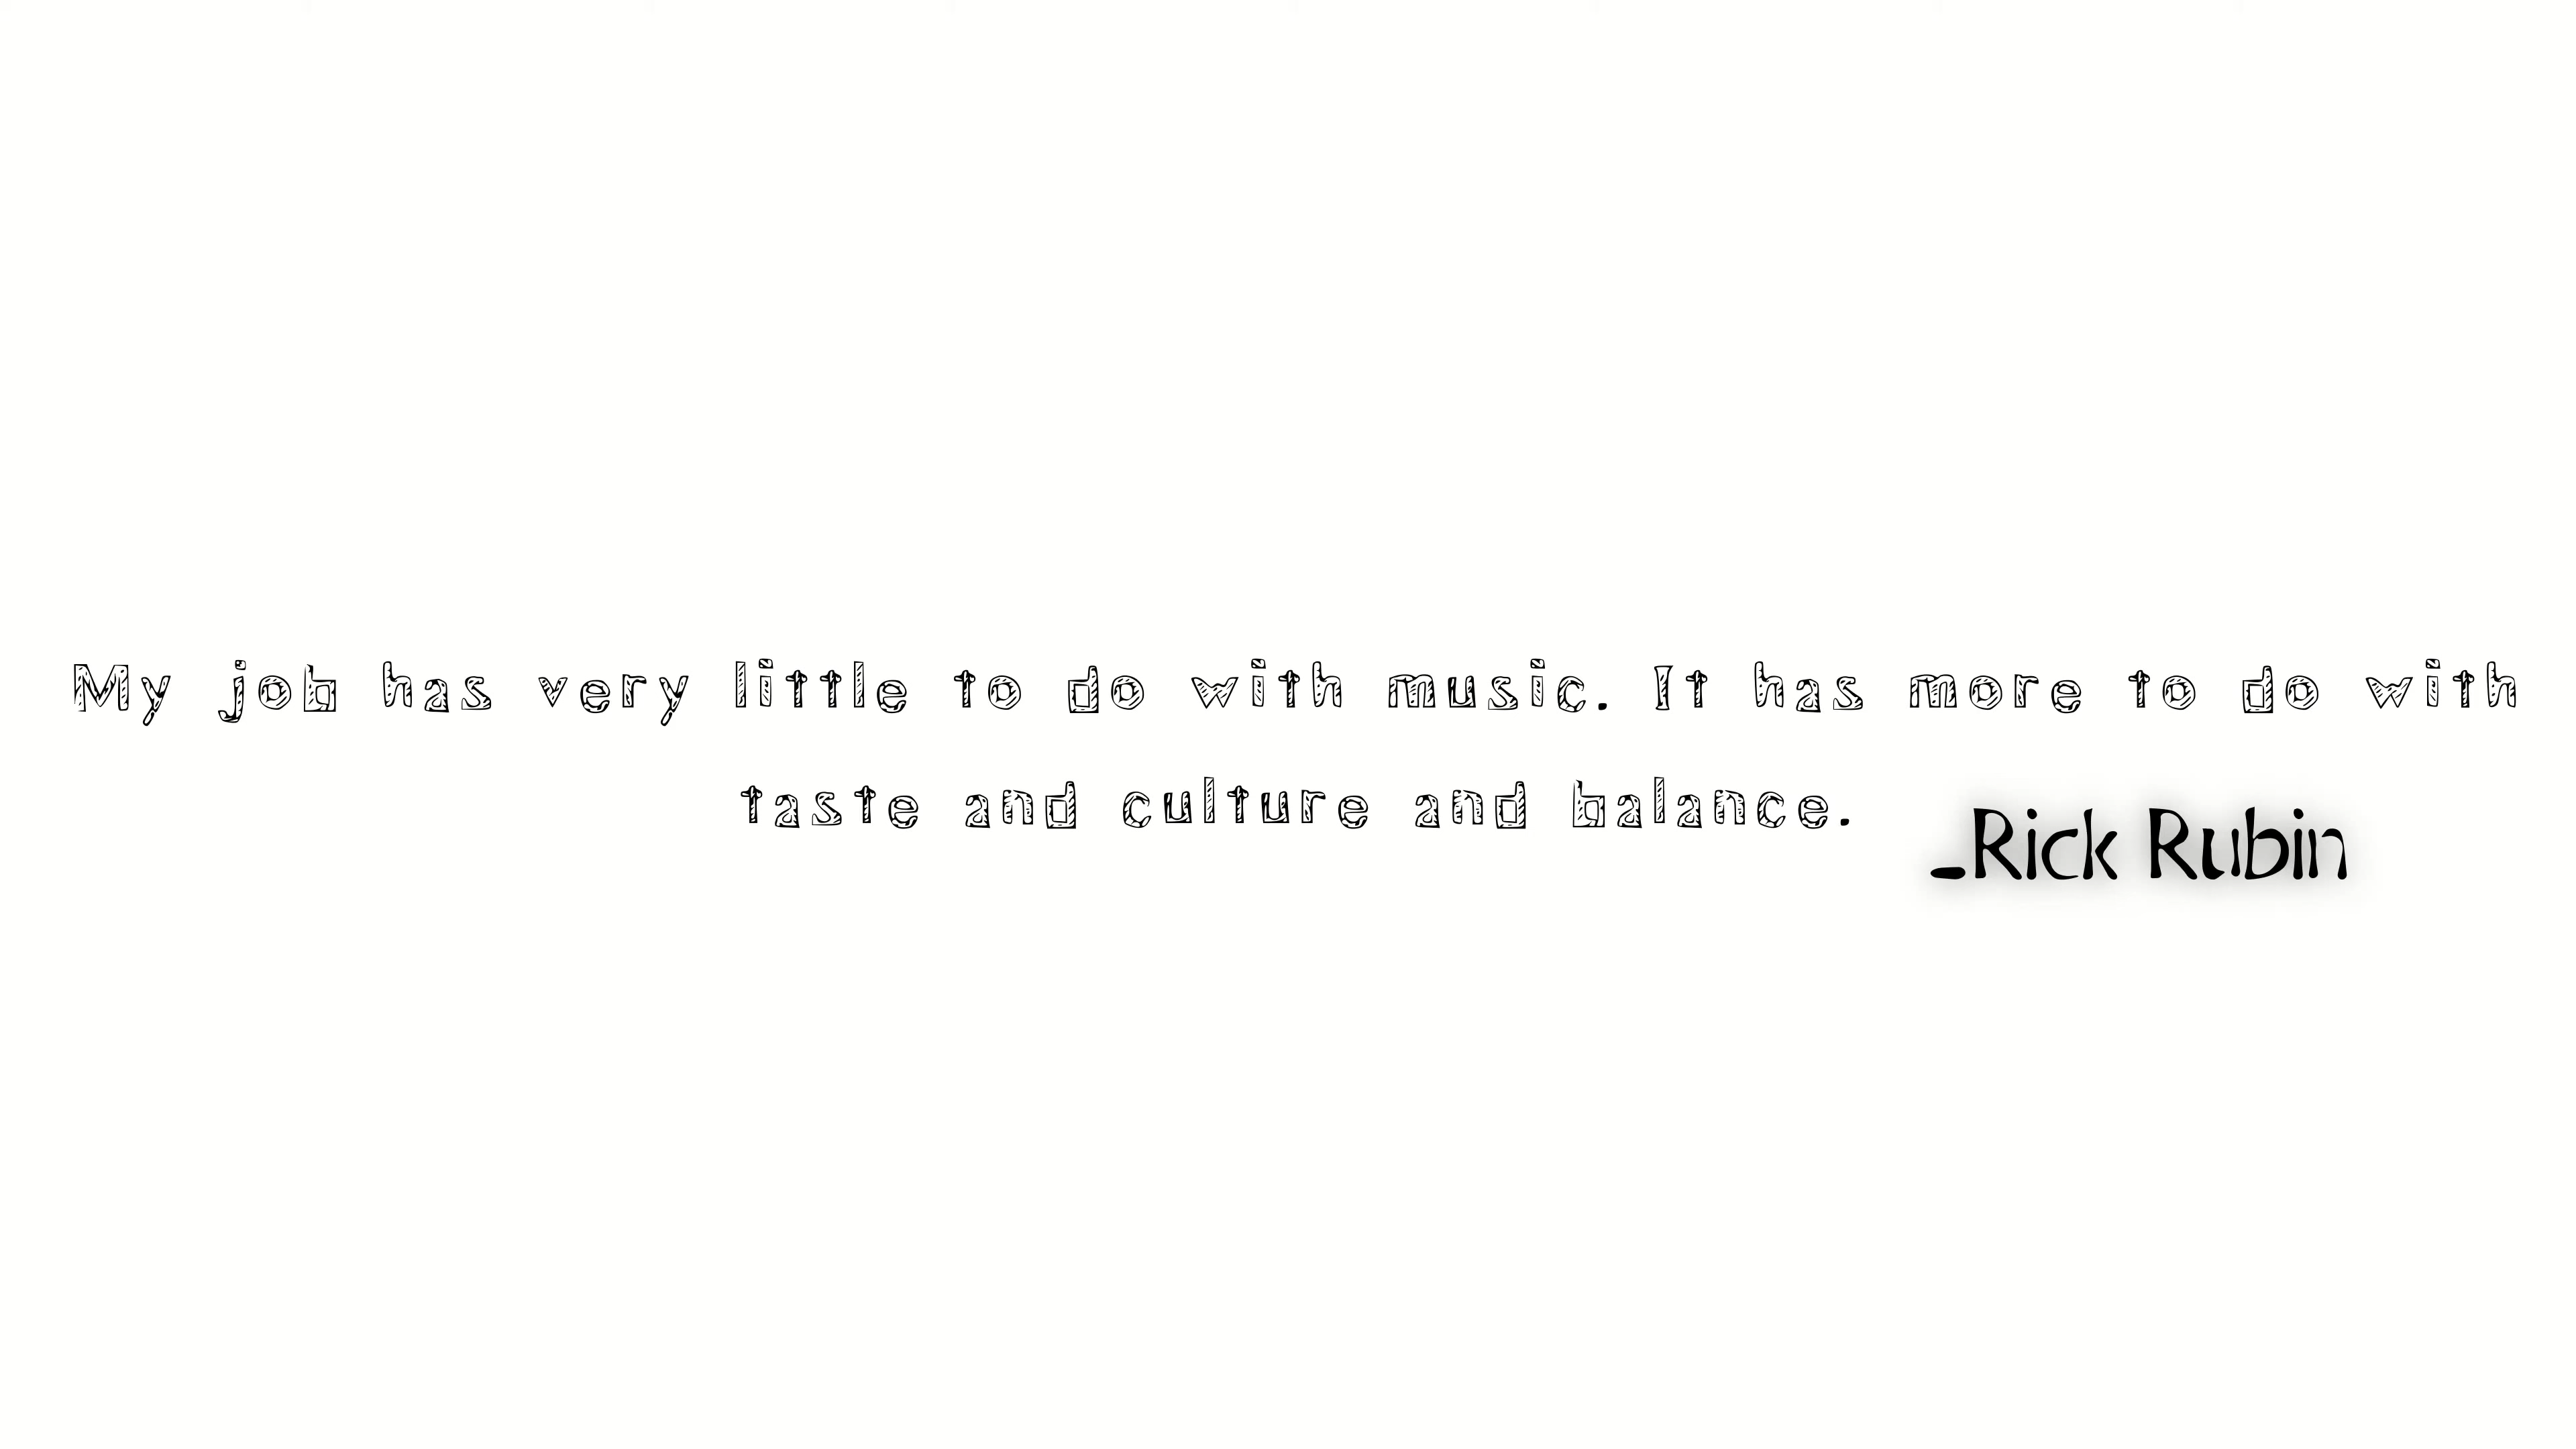 My job has very little to do with music. It has more to do with
taste and culture and balance.
-Rick Rubin